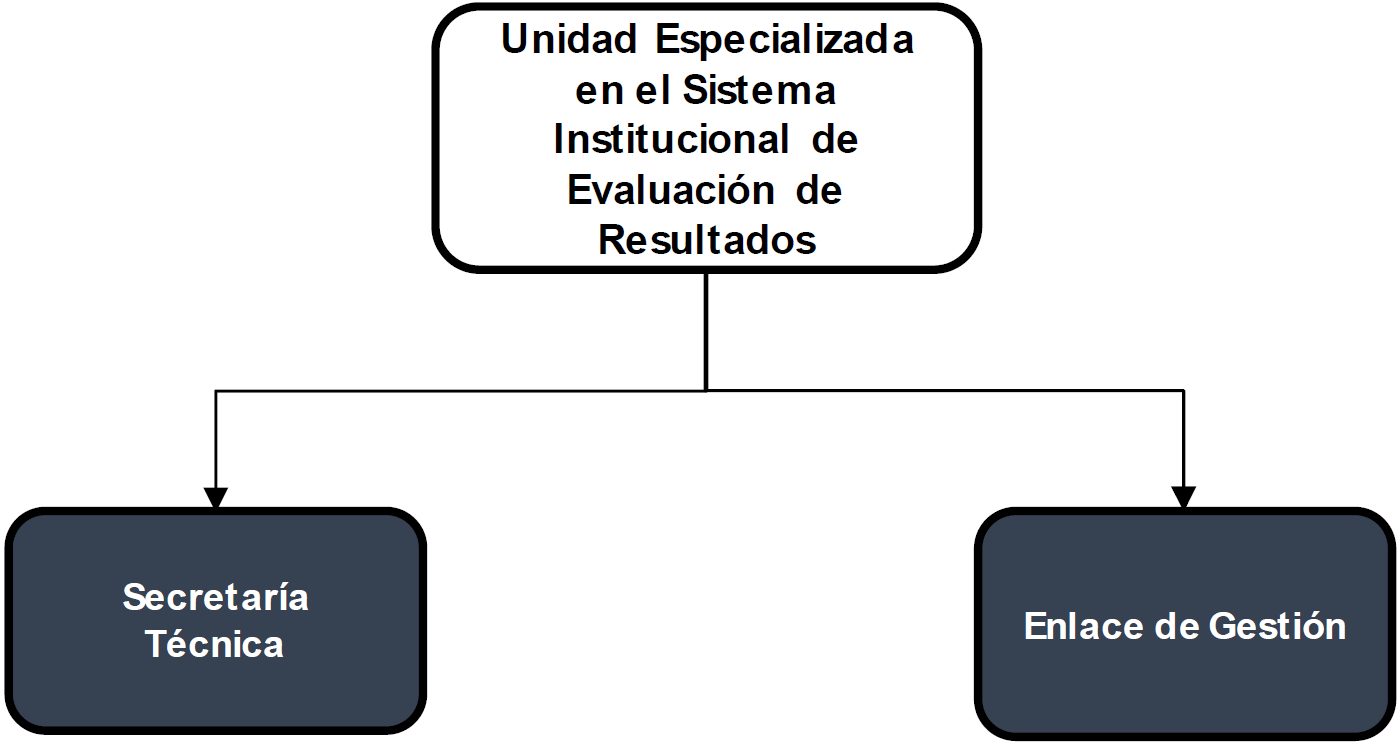 Unidad Especializada
en el Sistema
Institucional de
Evaluación de
Resultados
Secretaría
Técnica
Enlace de Gestión